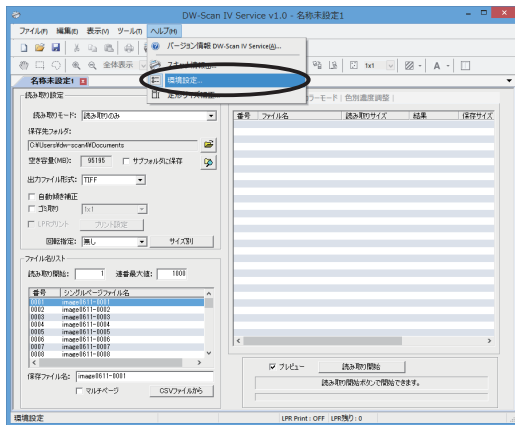 DW-Scan IV Service v1.0 - 名称未設定1
ファイル(F) 編集(E) 表示(V) ツール(T) ヘルプ(H)
バージョン情報 DW-Scan IV Service(A)...
環境設定...
全体表示 txt
名称未設定1
読み取り設定
カラーモード 色別濃度調整
読み取りモード: 読み取りのみ
番号 ファイル名 読み取りサイズ 結果 保存サイズ
保存先フォルダ:
C:¥Users¥dw-scan4¥Documents
空き容量(MB): 95195 サブフォルダに保存
出力ファイル形式: TIFF
自動傾き補正
ゴミ取り 1x1
LPRプリント プリント設定
回転指定: 無し サイズ別
ファイル名リスト
読み取り開始: 1 連番最大値: 1000
番号 シングルページファイル名
0001 image0611-0001
0002 image0611-0002
0003 image0611-0003
0004 image0611-0004
0005 image0611-0005
0006 image0611-0006
0007 image0611-0007
0008 image0611-0008
保存ファイル名: image0611-0001
マルチページ CSVファイルから
プレビュー 読み取り開始
読み取り開始ボタンで開始できます。
環境設定 LPR Print : OFF LPR残り : 0